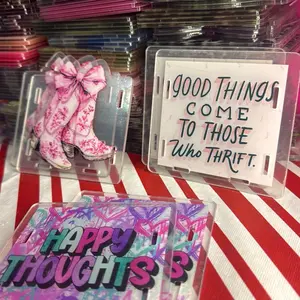 GOOD THINGS
COME
TO THOSE
Who THRIFT.
HAPPY
THOUGHTS